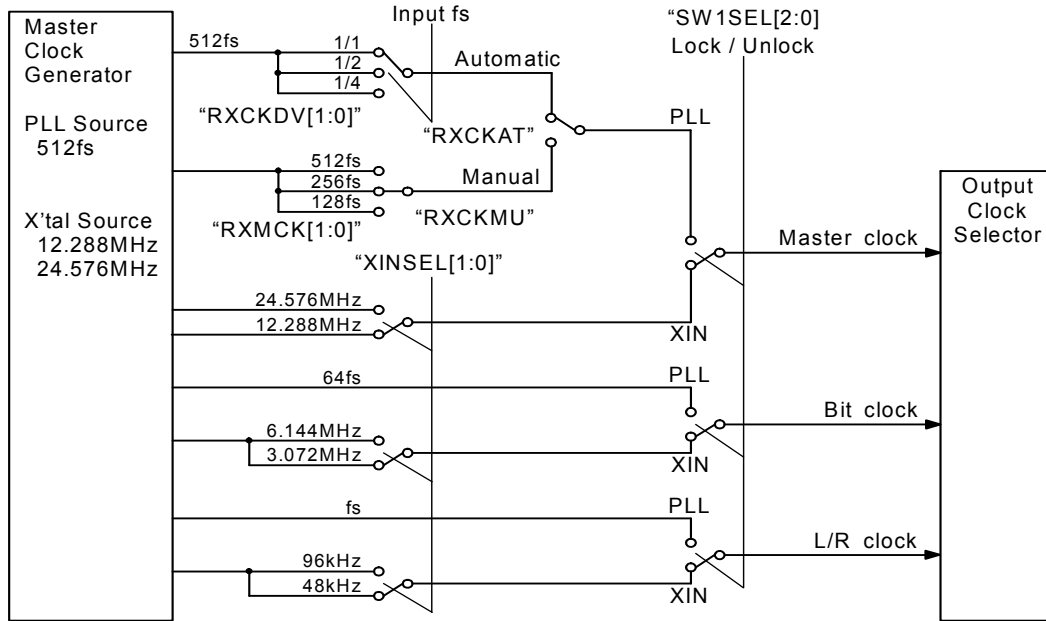 Master
Clock
Generator
PLL Source
512fs
X'tal Source
12.288MHz
24.576MHz
512fs
Input fs
1/1
1/2
1/4
“RXCKDV[1:0]”
Automatic
“RXCKAT”
512fs
256fs
128fs
Manual
“RXCKMU”
“RXMCK[1:0]”
“XINSEL[1:0]”
“SW1SEL[2:0]
Lock / Unlock
PLL
24.576MHz
12.288MHz
XIN
Master clock
64fs
PLL
6.144MHz
3.072MHz
XIN
Bit clock
fs
PLL
96kHz
48kHz
XIN
L/R clock
Output
Clock
Selector